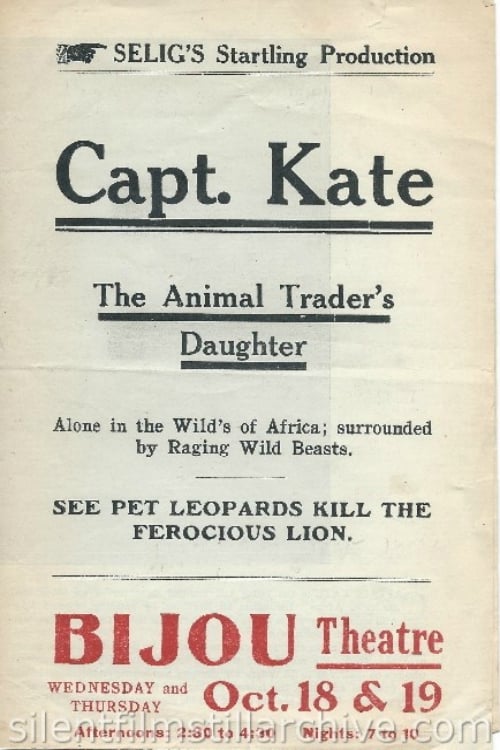 SELIG'S Startling Production
Capt. Kate
The Animal Trader's
Daughter
Alone in the Wild's of Africa; surrounded
by Raging Wild Beasts.
SEE PET LEOPARDS KILL THE
FEROCIOUS LION.
BIJOU Theatre
WEDNESDAY and
THURSDAY
Oct. 18 & 19
Afternoons: 2:30 to 4:30 Nights: 7 to 10
silentfilmstillarchive.com